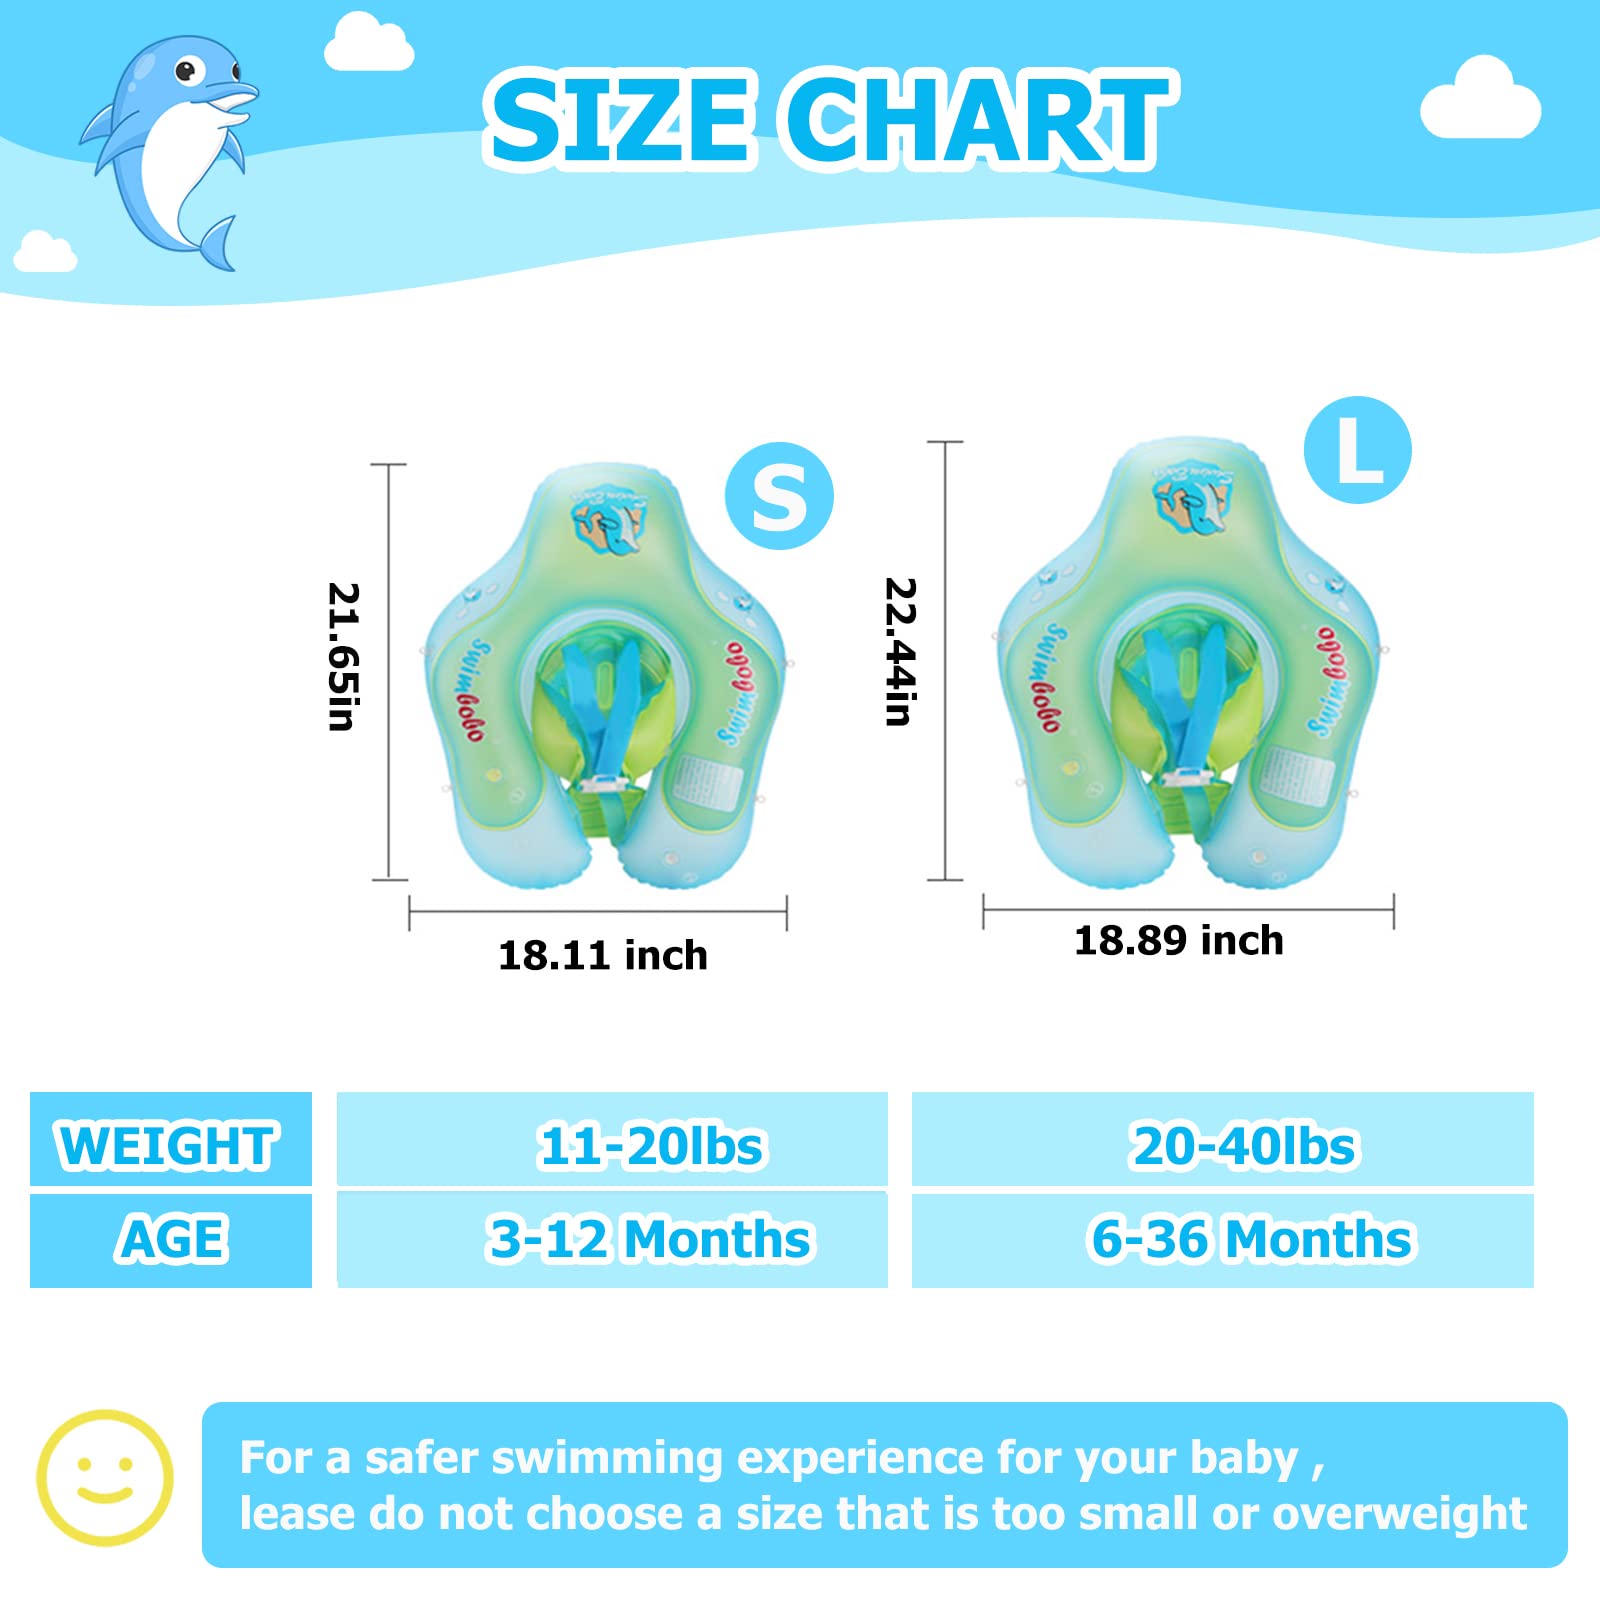 SIZE CHART
S
L
21.65in
22.44in
Swimbobo
Swimbobo
Swimbobo
Swimbobo
18.11 inch
18.89 inch
WEIGHT
11-20lbs
20-40lbs
AGE
3-12 Months
6-36 Months
For a safer swimming experience for your baby ,
lease do not choose a size that is too small or overweight